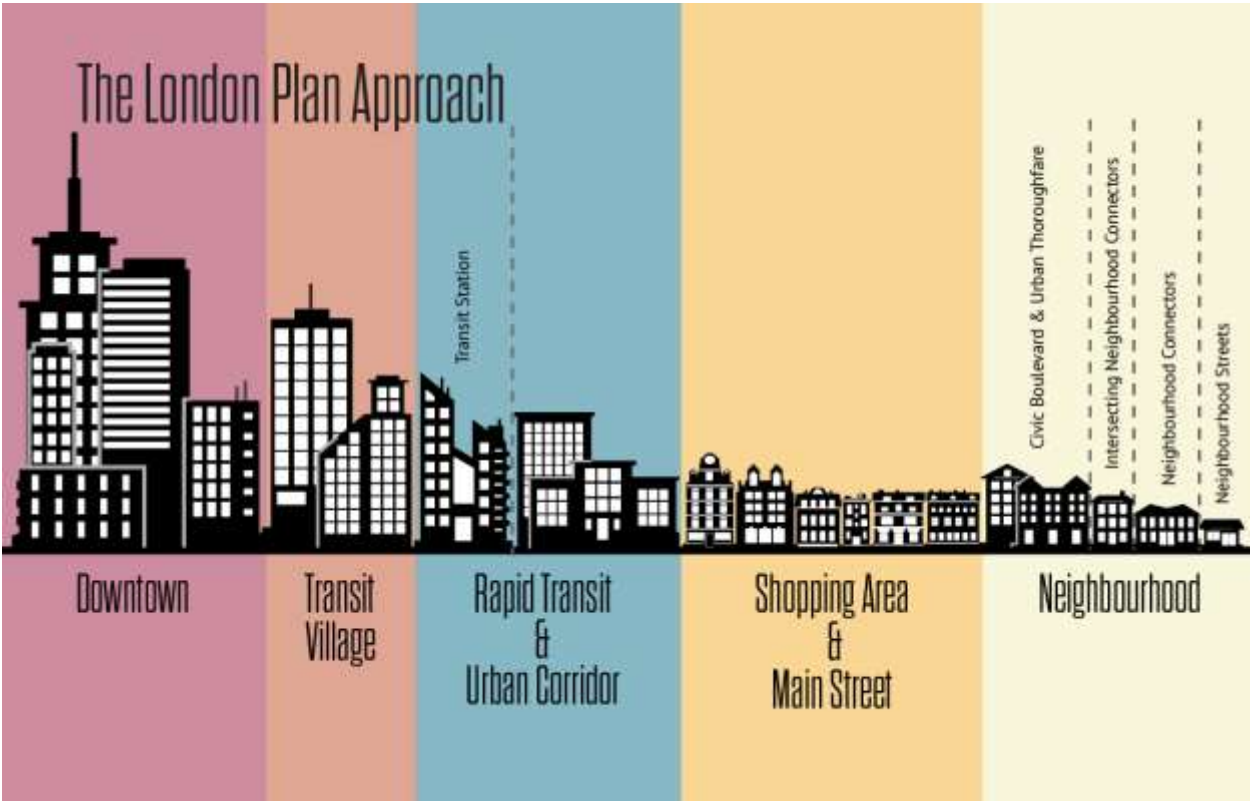 The London Plan Approach
Transit Station
Civic Boulevard & Urban Thoroughfare
Intersecting Neighbourhood Connectors
Neighbourhood Connectors
Neighbourhood Streets
Downtown
Transit
Village
Rapid Transit
&
Urban Corridor
Shopping Area
&
Main Street
Neighbourhood